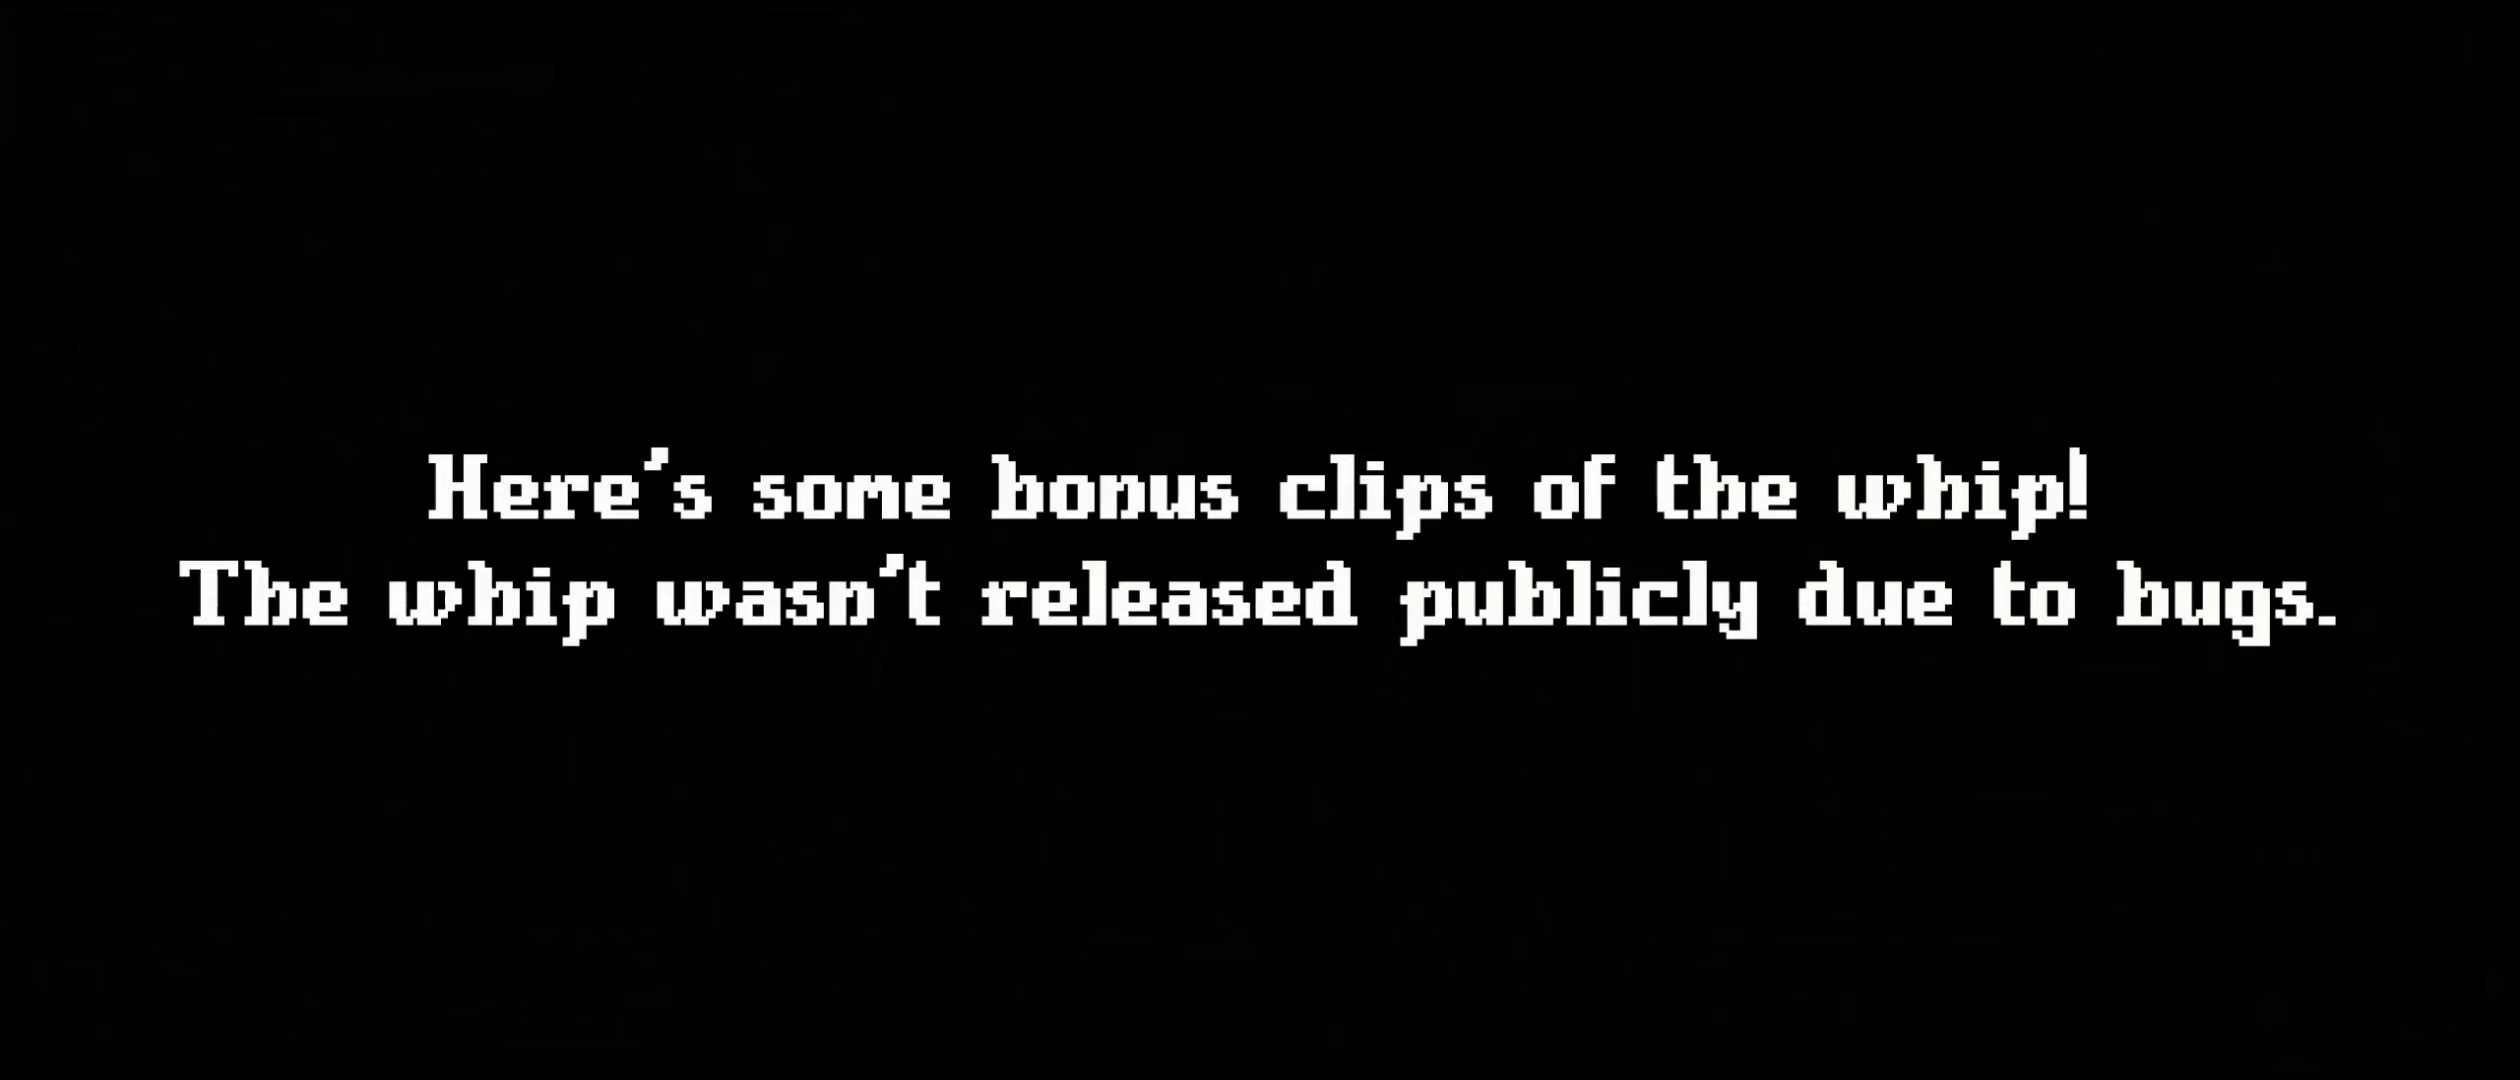 Here's some bonus clips of the whip!
The whip wasn't released publicly due to bugs.